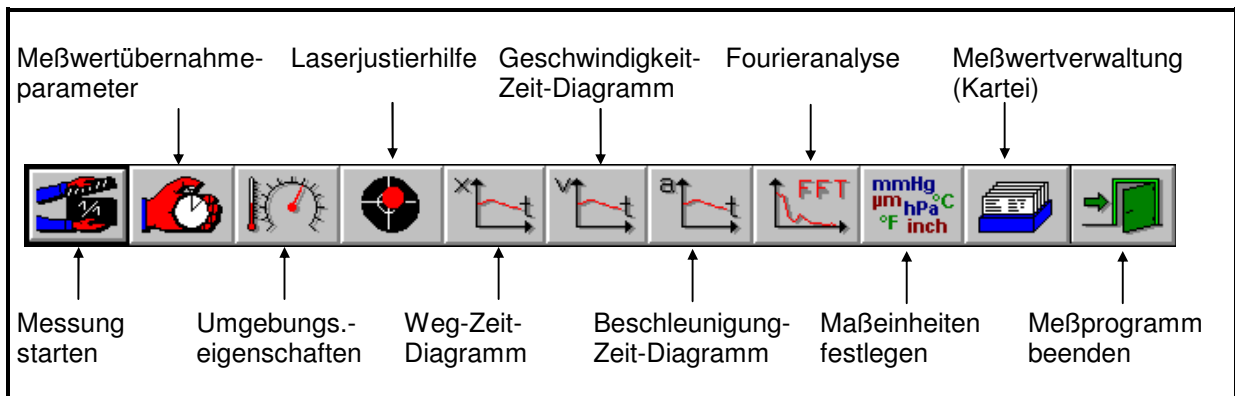 Meßwertübernahme-
parameter
Laserjustierhilfe
Geschwindigkeit-
Zeit-Diagramm
Fourieranalyse
Meßwertverwaltung
(Kartei)
1/1
x
t
v
t
a
t
FFT
mmHg
µm hPa °C
°F inch
Messung
starten
Umgebungs.-
eigenschaften
Weg-Zeit-
Diagramm
Beschleunigung-
Zeit-Diagramm
Maßeinheiten
festlegen
Meßprogramm
beenden